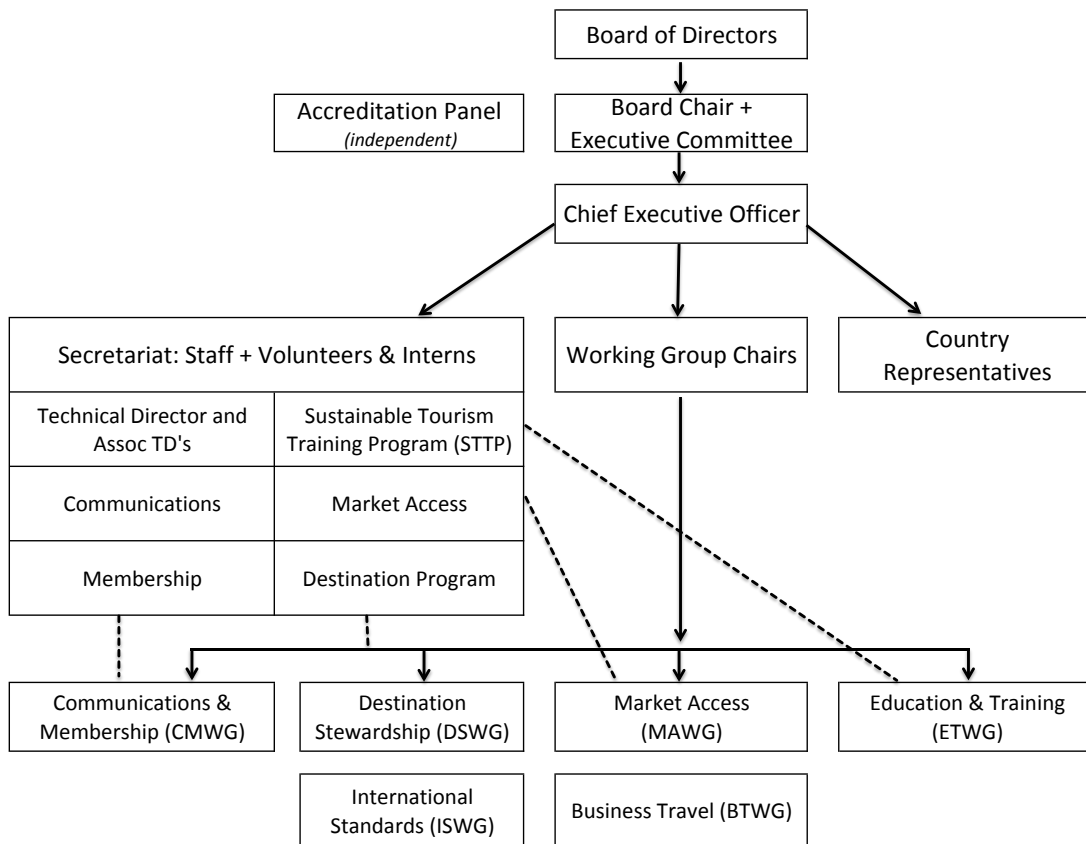 Board of Directors
Accreditation Panel
(independent)
Board Chair +
Executive Committee
Chief Executive Officer
Secretariat: Staff + Volunteers & Interns
Working Group Chairs
Country
Representatives
Technical Director and
Assoc TD's
Sustainable Tourism
Training Program (STTP)
Communications
Market Access
Membership
Destination Program
Communications &
Membership (CMWG)
Destination
Stewardship (DSWG)
Market Access
(MAWG)
Education & Training
(ETWG)
International
Standards (ISWG)
Business Travel (BTWG)